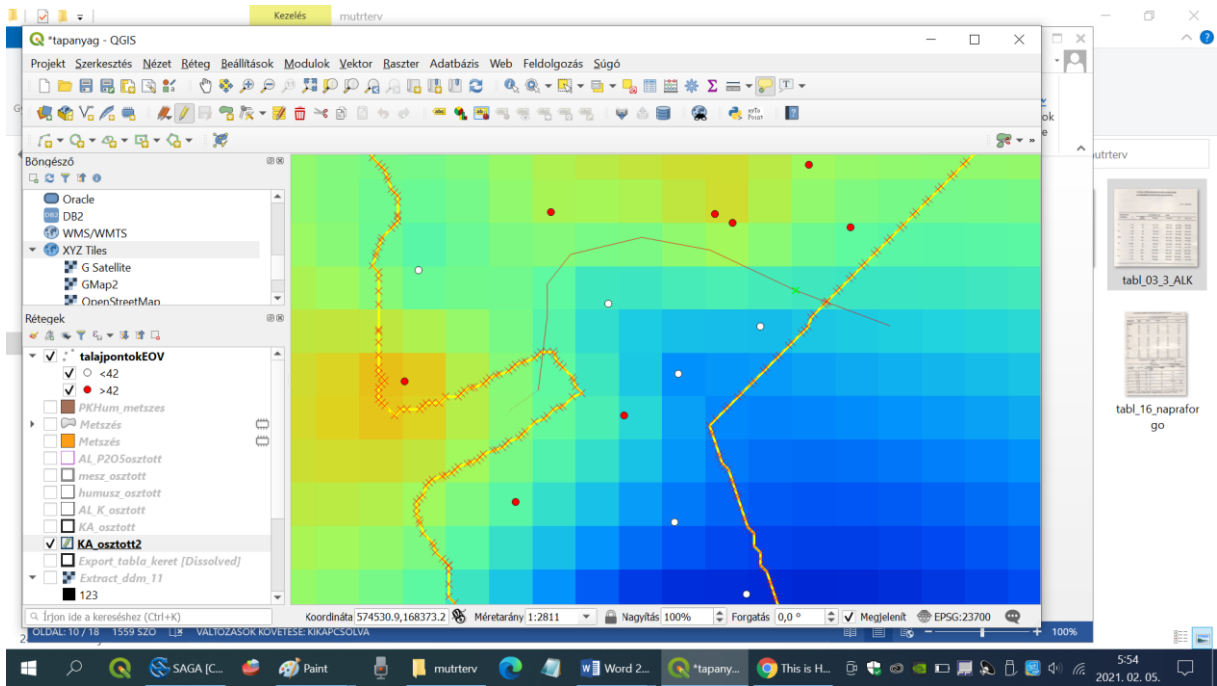 Kezelés
mutrterv
*tapanyag - QGIS
Projekt Szerkesztés Nézet Réteg Beállítások Modulok Vektor Raszter Adatbázis Web Feldolgozás Súgó
Böngésző
Oracle
DB2
WMS/WMTS
XYZ Tiles
G Satellite
GMap2
OpenStreetMap
Rétegek
talajpontokEOV
<42
>42
PKHum_metszes
Metszés
Metszés
AL_P2O5osztott
mesz_osztott
humusz_osztott
AL_K_osztott
KA_osztott
KA_osztott2
Export_tabla_keret [Dissolved]
Extract_ddm_11
123
Írjon ide a kereséshez (Ctrl+K)
Koordináta 574530.9,168373.2 Méretarány 1:2811 Nagyítás 100% Forgatás 0,0 ° Megjelenít EPSG:23700
OLDAL: 10 / 18 1559 SZÓ VÁLTOZÁSOK KÖVETÉSE: KIKAPCSOLVA
100%
utrterv
tabl_03_3_ALK
tabl_16_naprafor
go
SAGA [C... Paint mutrterv Word 2... *tapany... This is H...
5:54
2021. 02. 05.